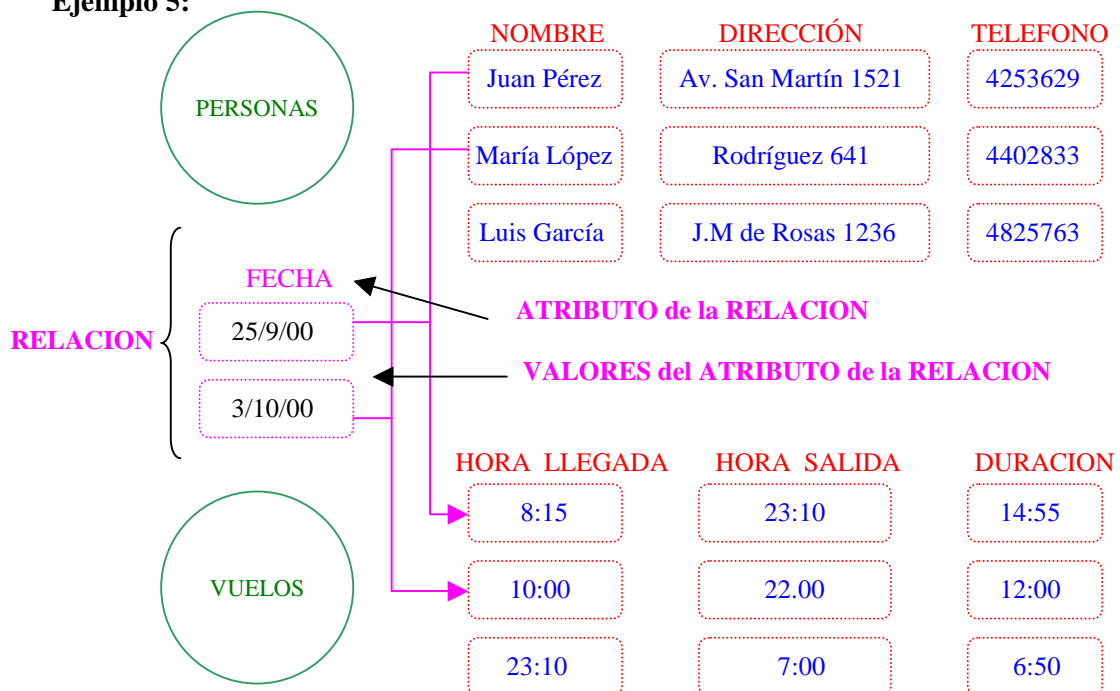 Ejemplo 5:
NOMBRE DIRECCIÓN TELEFONO
Juan Pérez Av. San Martín 1521 4253629
PERSONAS
María López Rodríguez 641 4402833
Luis García J.M de Rosas 1236 4825763
FECHA
ATRIBUTO de la RELACION
25/9/00
RELACION
VALORES del ATRIBUTO de la RELACION
3/10/00
HORA LLEGADA HORA SALIDA DURACION
8:15 23:10 14:55
VUELOS
10:00 22.00 12:00
23:10 7:00 6:50